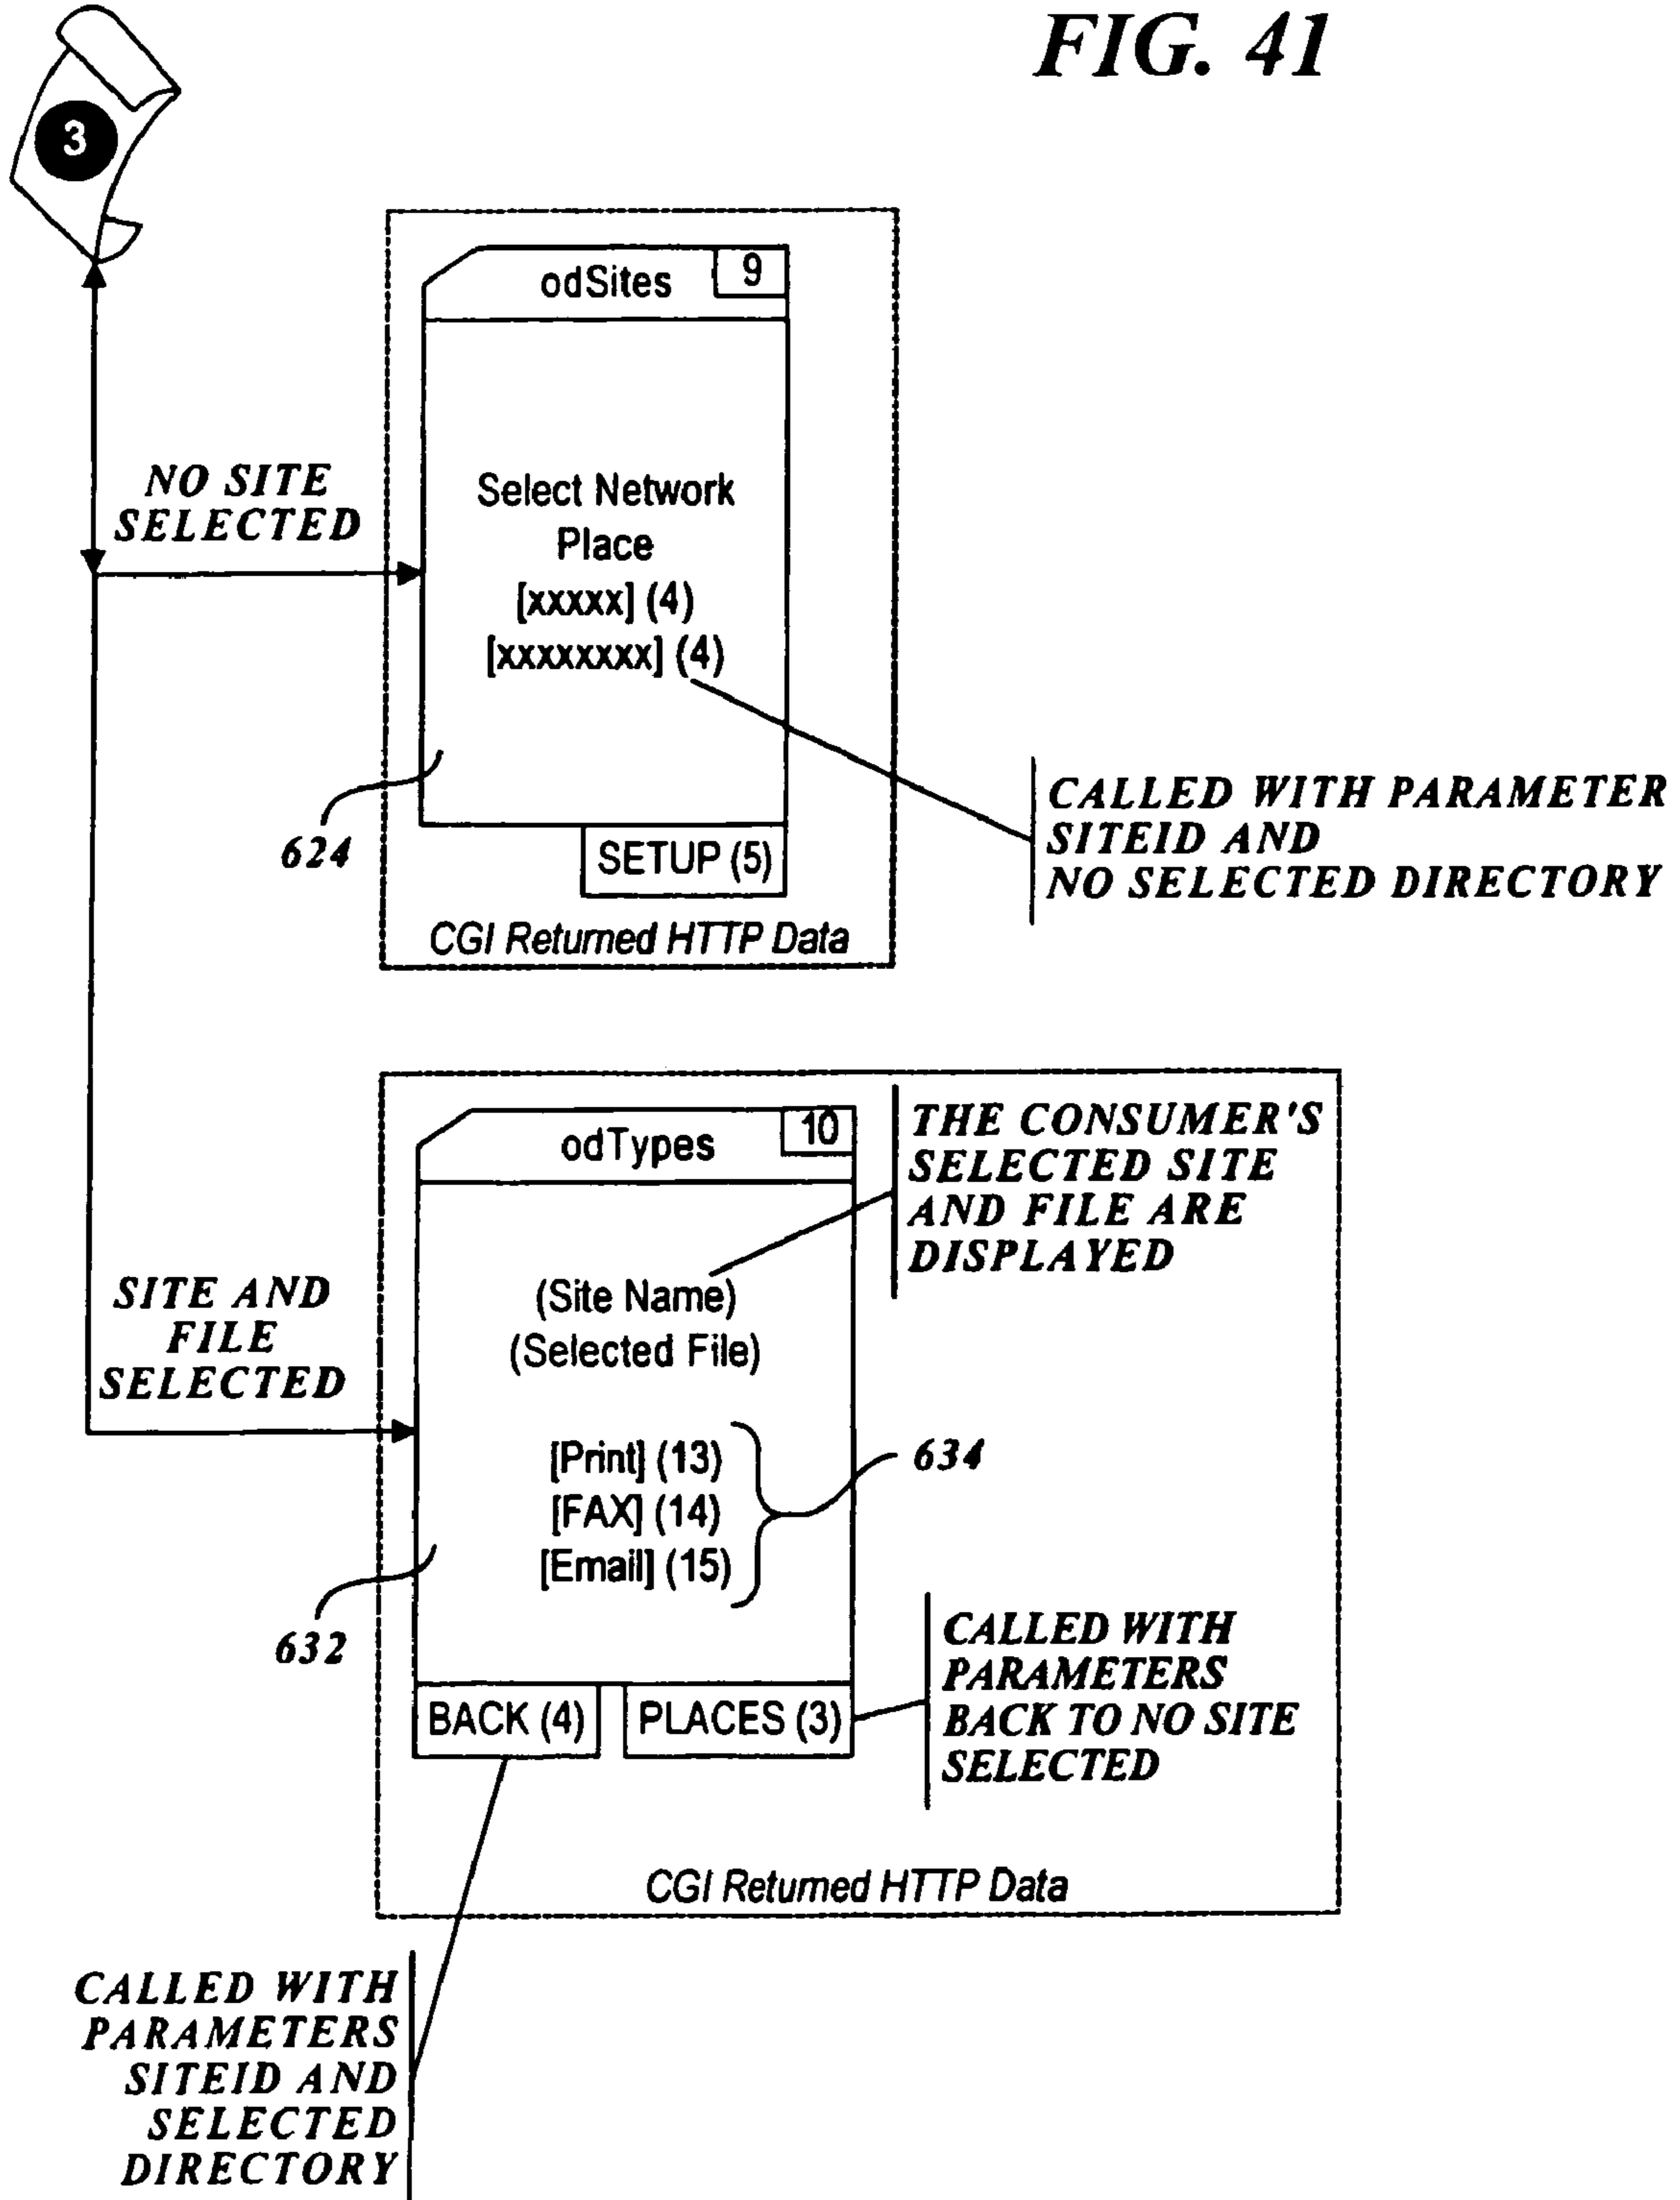 FIG. 41
3
odSites
9
NO SITE
SELECTED
Select Network
Place
[xxxxx] (4)
[xxxxxxxx] (4)
624
SETUP (5)
CALLED WITH PARAMETER
SITEID AND
NO SELECTED DIRECTORY
CGI Returned HTTP Data
odTypes
10
THE CONSUMER'S
SELECTED SITE
AND FILE ARE
DISPLAYED
SITE AND
FILE
SELECTED
(Site Name)
(Selected File)
[Print] (13)
[FAX] (14)
[Email] (15)
634
632
BACK (4)
PLACES (3)
CALLED WITH
PARAMETERS
BACK TO NO SITE
SELECTED
CGI Returned HTTP Data
CALLED WITH
PARAMETERS
SITEID AND
SELECTED
DIRECTORY